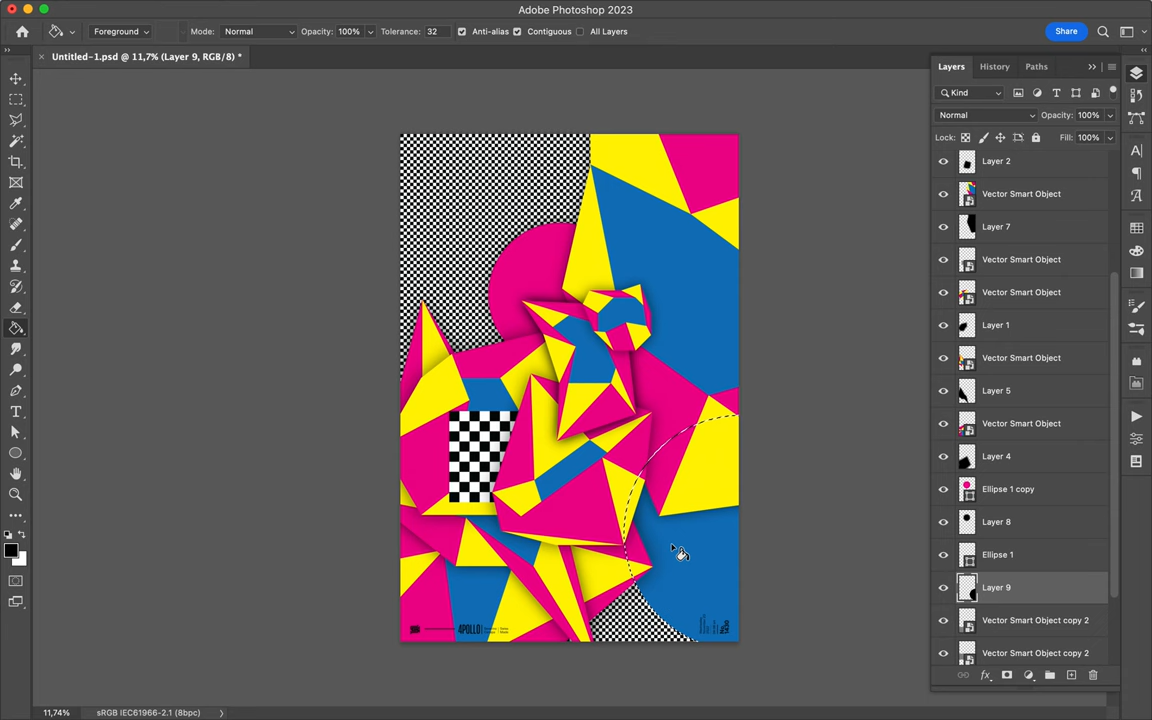 Adobe Photoshop 2023
Foreground
Mode: Normal
Opacity: 100%
Tolerance: 32
Anti-alias
Contiguous
All Layers
Share
Untitled-1.psd @ 11,7% (Layer 9, RGB/8) *
Layers
History
Paths
Kind
Normal
Opacity: 100%
Lock:
Fill: 100%
Layer 2
Vector Smart Object
Layer 7
Vector Smart Object
Vector Smart Object
Layer 1
Vector Smart Object
Layer 5
Vector Smart Object
Layer 4
Ellipse 1 copy
Layer 8
Ellipse 1
Layer 9
Vector Smart Object copy 2
Vector Smart Object copy 2
4POLLO
11,74%
sRGB IEC61966-2.1 (8bpc)